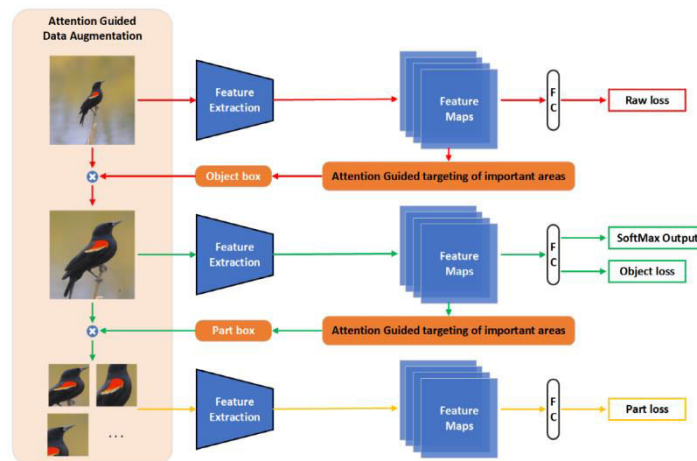 Attention Guided
Data Augmentation
Feature
Extraction
Feature
Maps
F
C
Raw loss
Object box
Attention Guided targeting of important areas
Feature
Extraction
Feature
Maps
F
C
SoftMax Output
Object loss
Part box
Attention Guided targeting of important areas
...
Feature
Extraction
Feature
Maps
F
C
Part loss